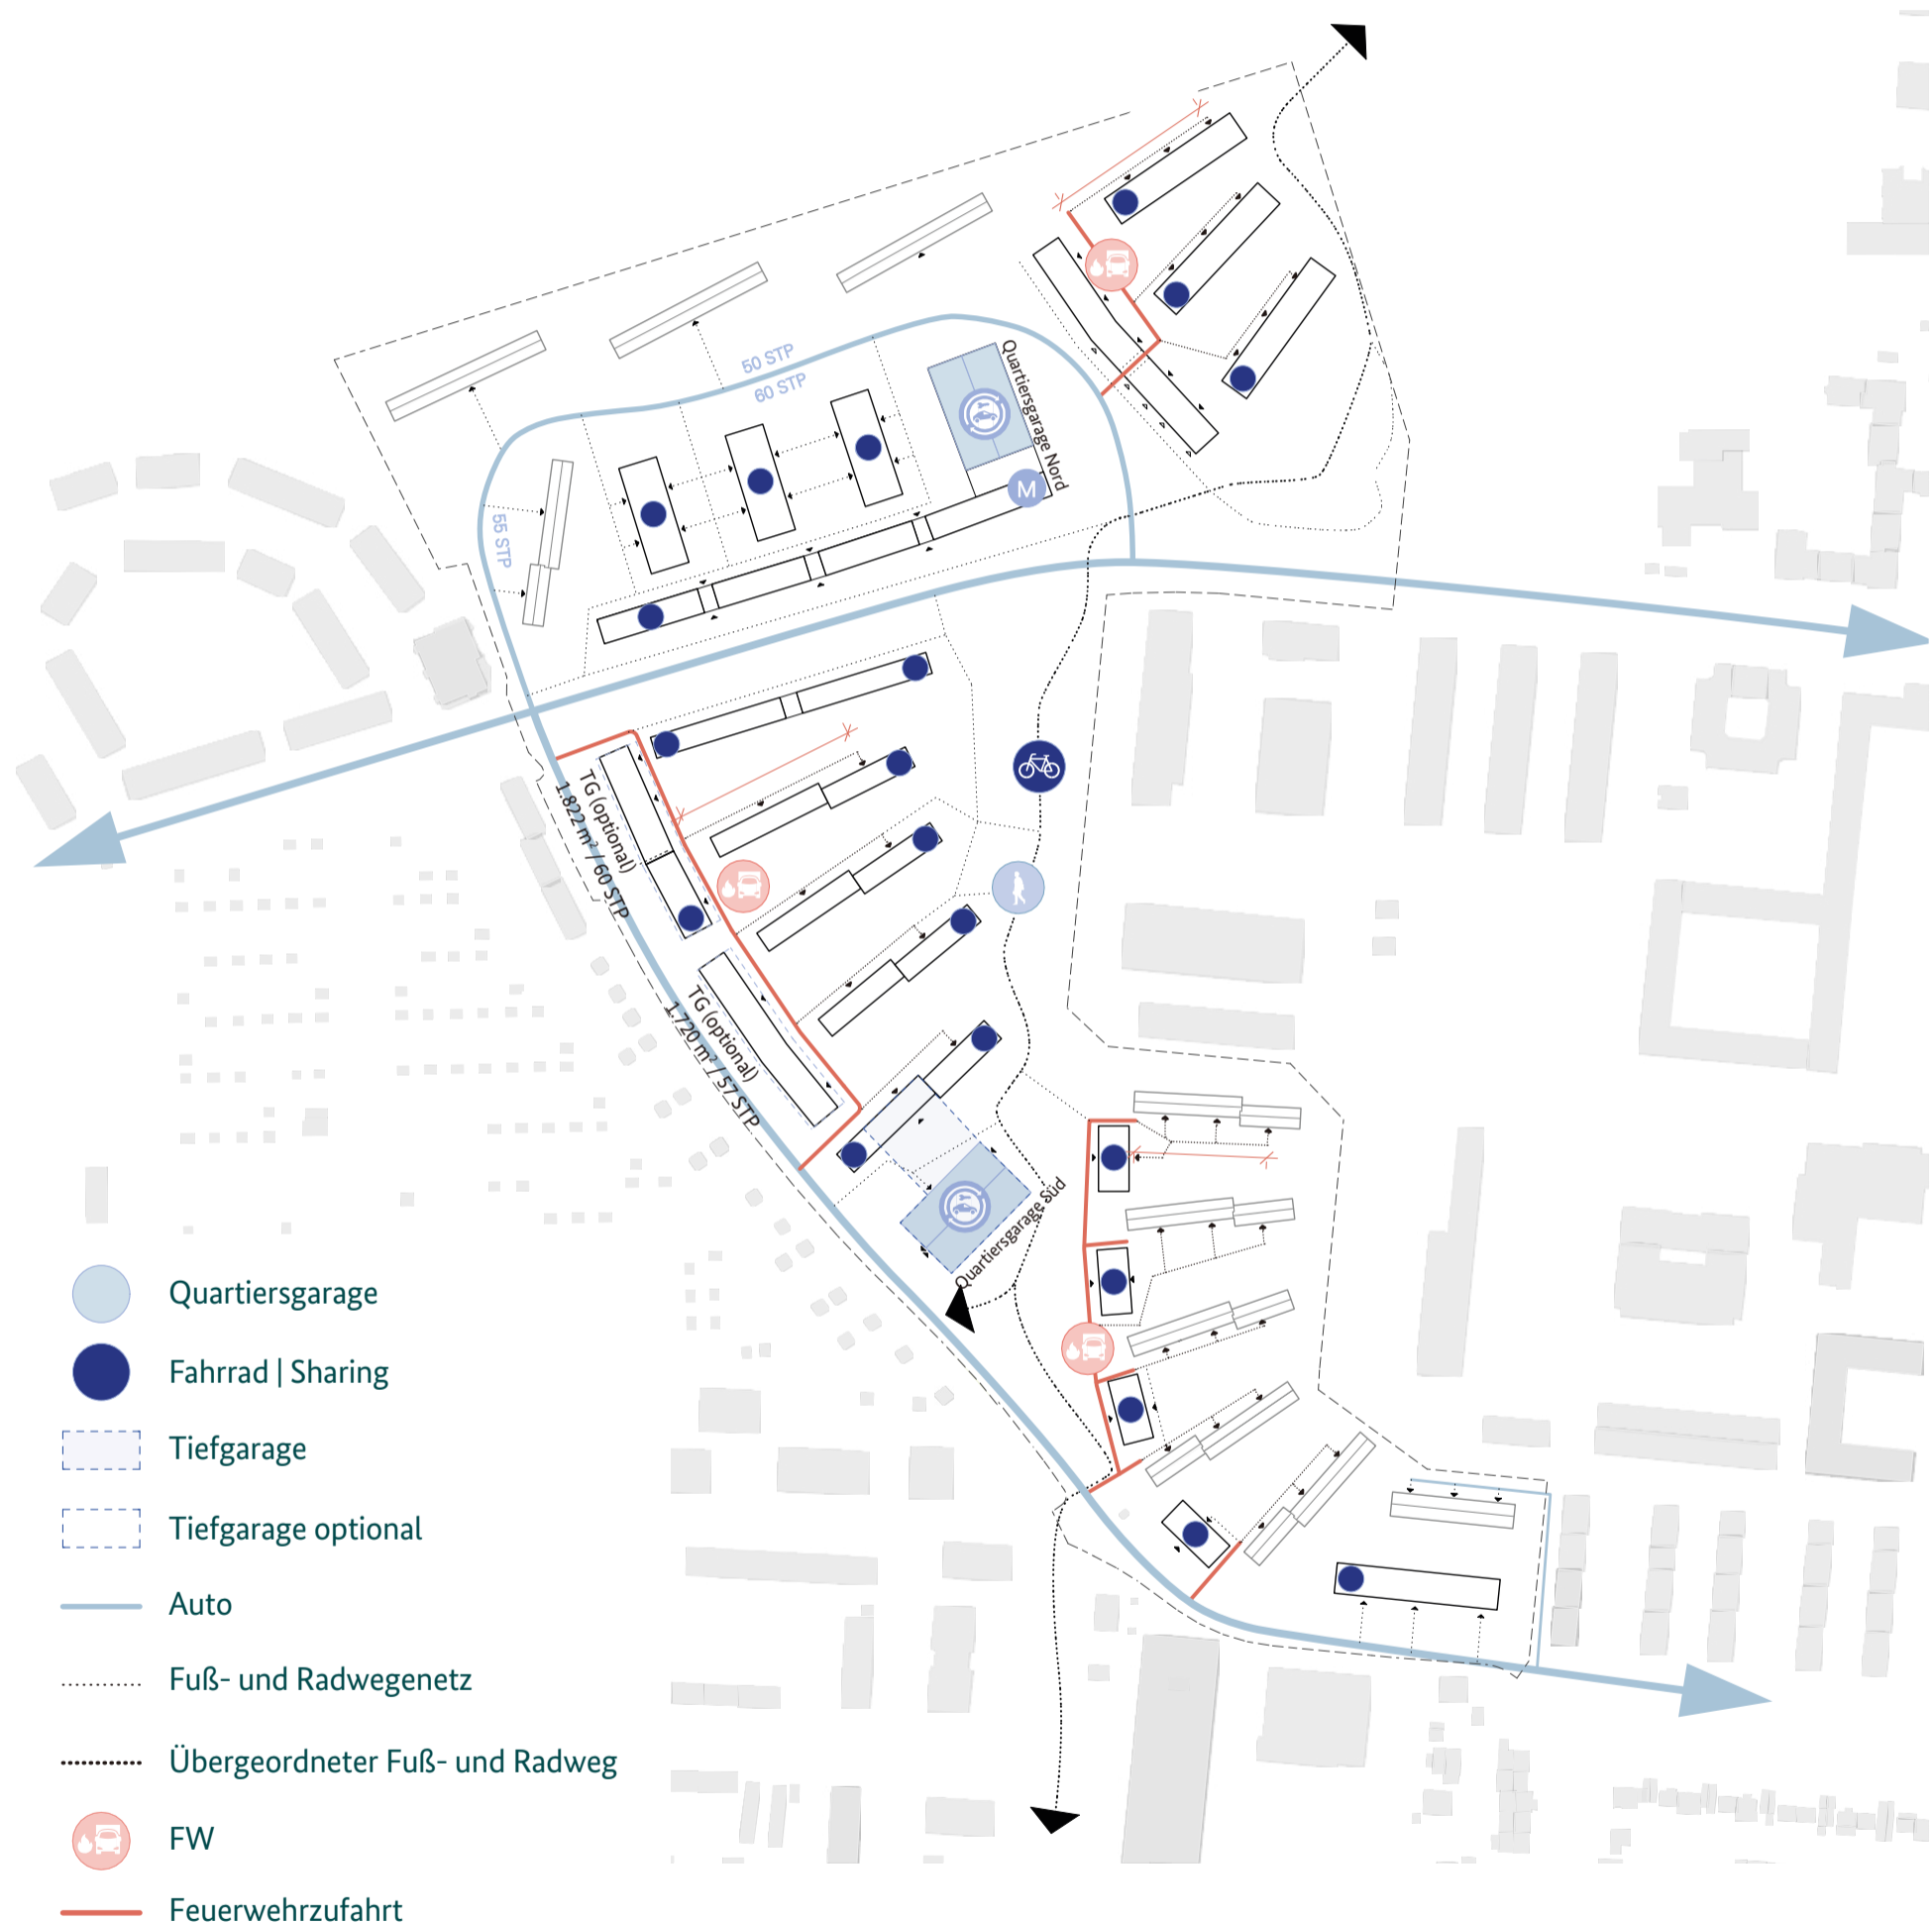 50 STP
60 STP
Quartiersgarage Nord
M
55 STP
TG (optional)
1.822 m² / 60 STP
TG (optional)
1.720 m² / 57 STP
Quartiersgarage Süd
Quartiersgarage
Fahrrad | Sharing
Tiefgarage
Tiefgarage optional
Auto
Fuß- und Radwegenetz
Übergeordneter Fuß- und Radweg
FW
Feuerwehrzufahrt